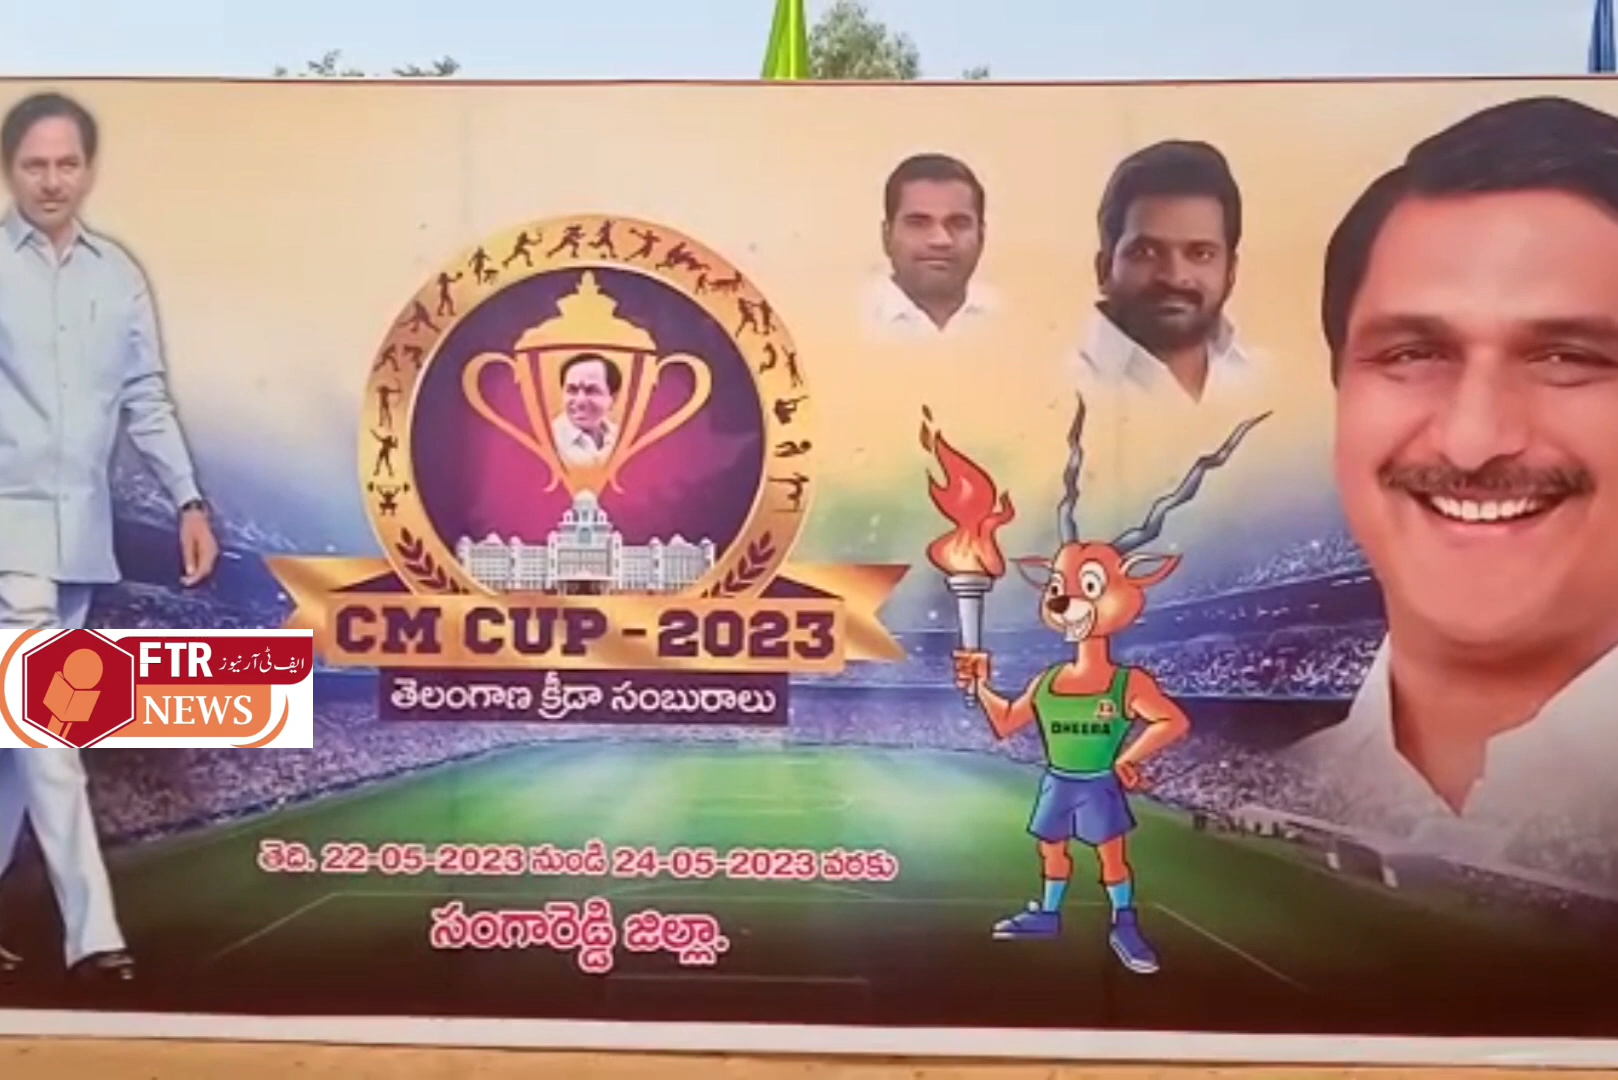 CM CUP - 2023
తెలంగాణ క్రీడా సంబురాలు
DHEERA
FTR ایف ٹی آر نیوز
NEWS
తెది. 22-05-2023 నుండి 24-05-2023 వరకు
సంగారెడ్డి జిల్లా.